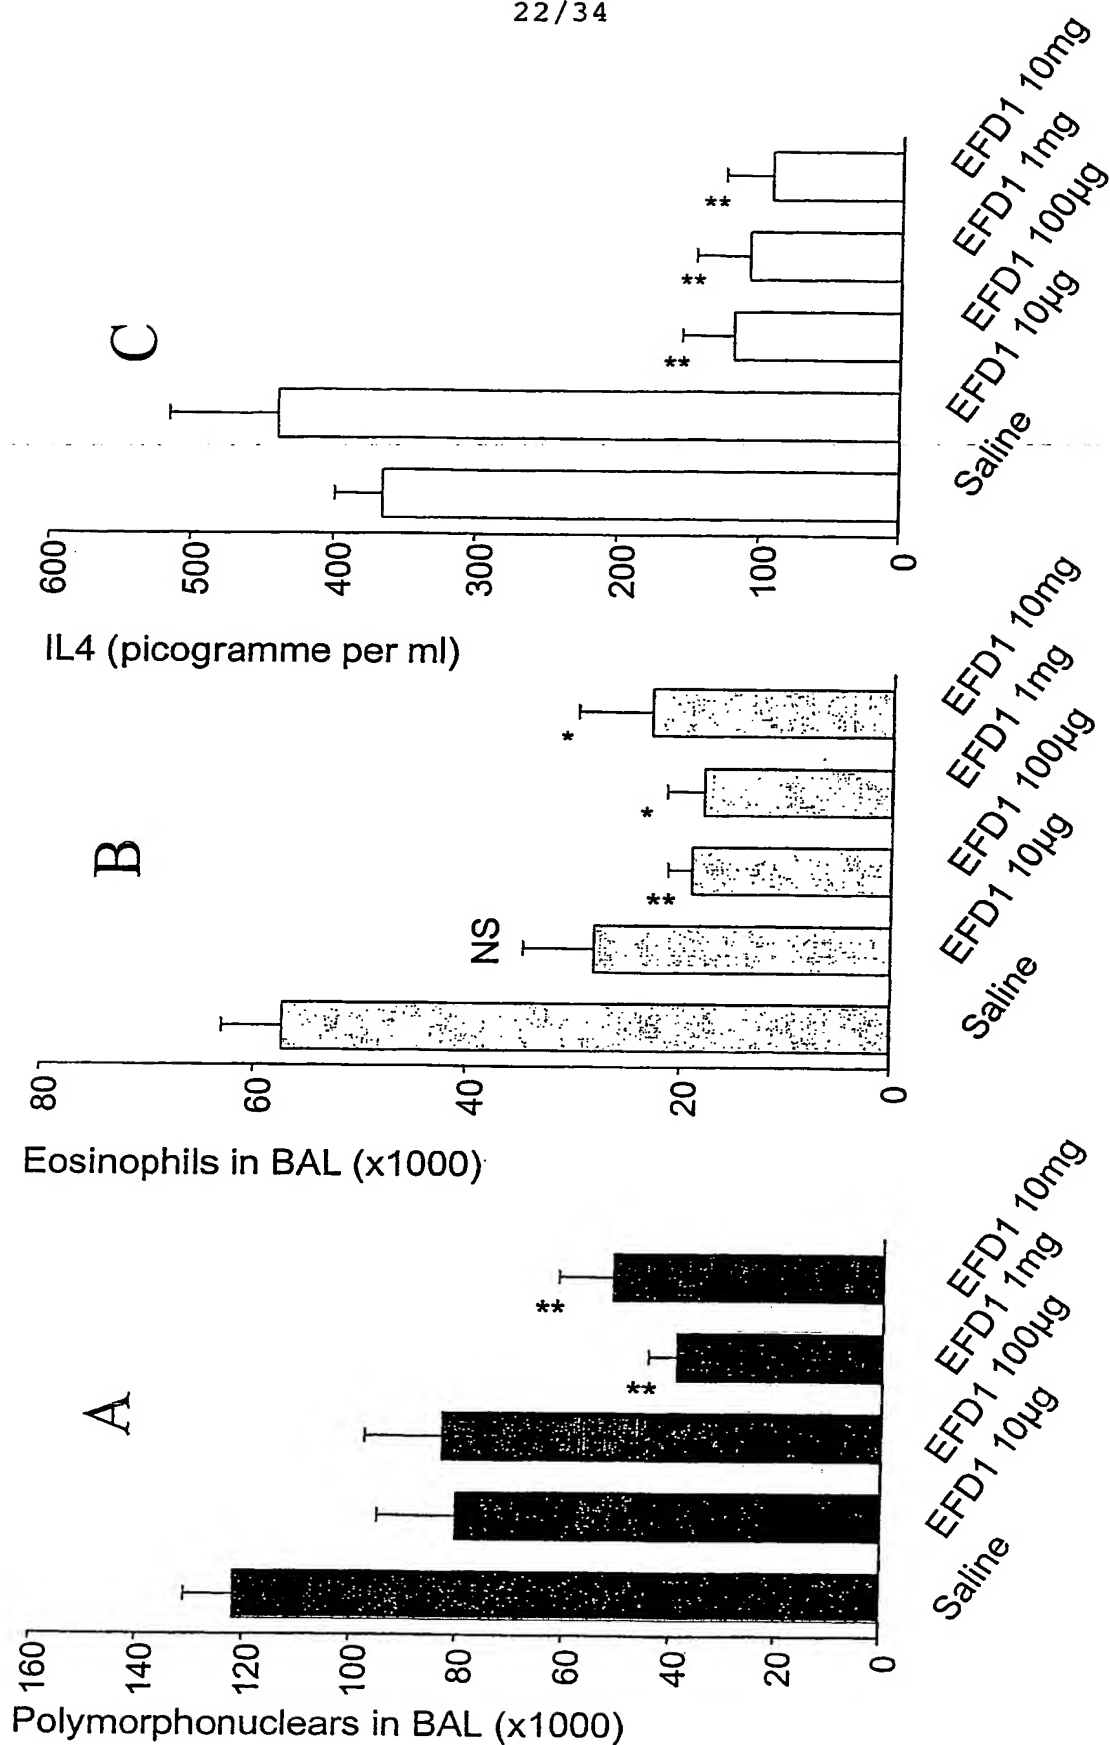 22/34
A
Polymorphonuclears in BAL (x1000)
160
140
120
100
80
60
40
20
0
**
**
Saline
EFD1 10µg
EFD1 100µg
EFD1 1mg
EFD1 10mg
B
Eosinophils in BAL (x1000)
80
60
40
20
0
NS
**
*
*
Saline
EFD1 10µg
EFD1 100µg
EFD1 1mg
EFD1 10mg
C
IL4 (picogramme per ml)
600
500
400
300
200
100
0
**
**
**
Saline
EFD1 10µg
EFD1 100µg
EFD1 1mg
EFD1 10mg